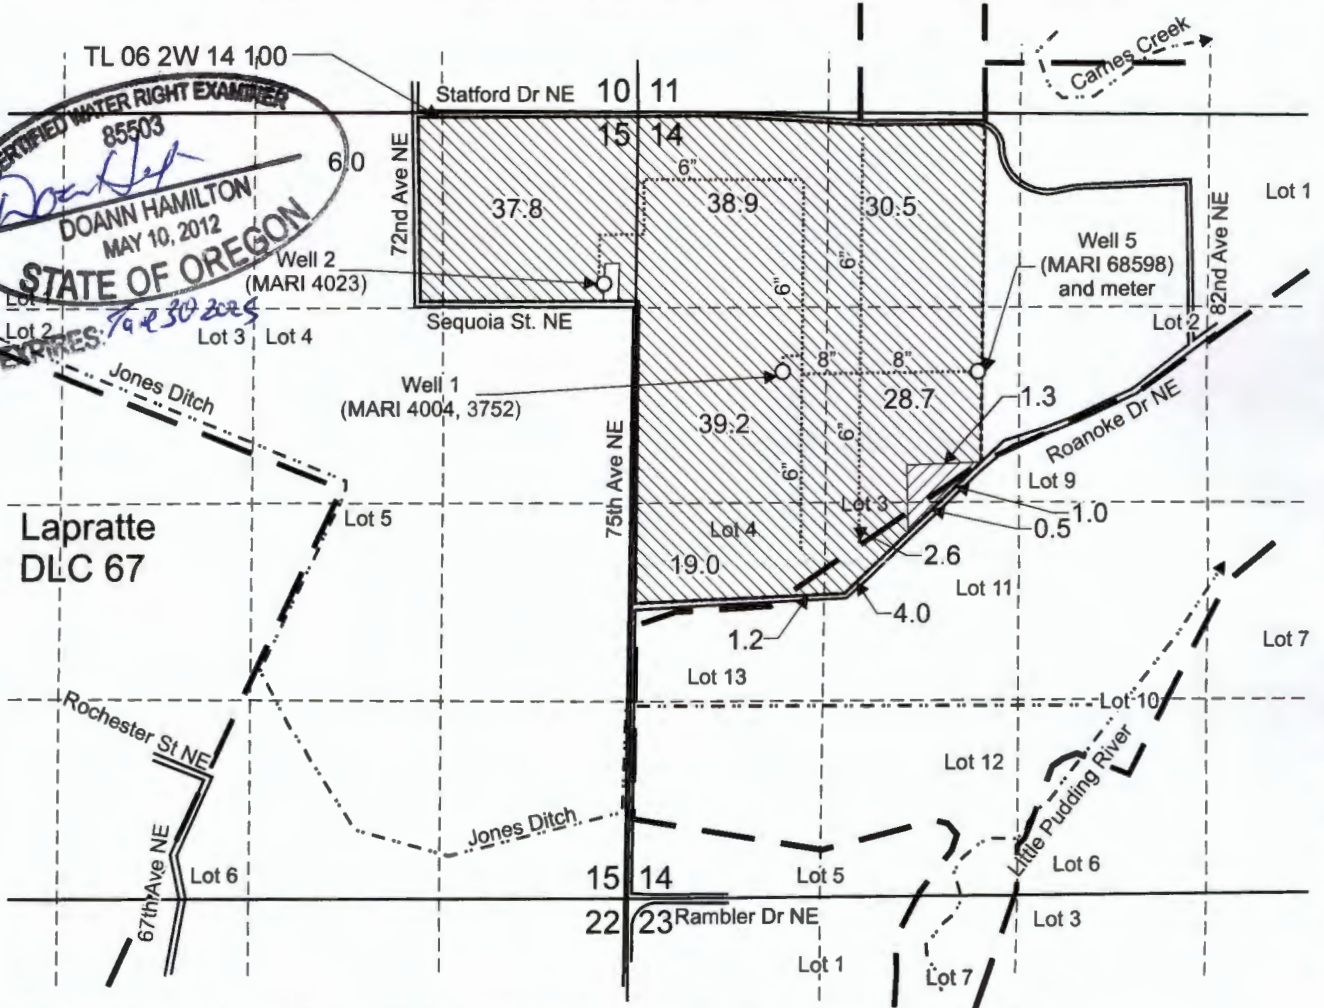 TL 06 2W 14 100
Statford Dr NE
10 11
15 14
Carnes Creek
CERTIFIED WATER RIGHT EXAMINER
85503
DOANN HAMILTON
MAY 10, 2012
STATE OF OREGON
EXPIRES:
6.0
72nd Ave NE
37.8
6"
38.9
30.5
Lot 1
82nd Ave NE
Well 2
(MARI 4023)
6"
6"
Well 5
(MARI 68598)
and meter
Lot
Lot 2
Lot 3
Lot 4
Sequoia St. NE
Lot 2
Jones Ditch
Well 1
(MARI 4004, 3752)
8"
8"
28.7
1.3
39.2
6"
6"
Roanoke Dr NE
75th Ave NE
Lot 9
Lapratte
DLC 67
Lot 5
Lot 3
Lot 4
1.0
0.5
2.6
19.0
Lot 11
4.0
1.2
Lot 7
Lot 13
Lot 10
Rochester St NE
Lot 12
Little Pudding River
Jones Ditch
67th Ave NE
Lot 6
15 14
Lot 5
Lot 6
22 23
Rambler Dr NE
Lot 3
Lot 1
Lot 7